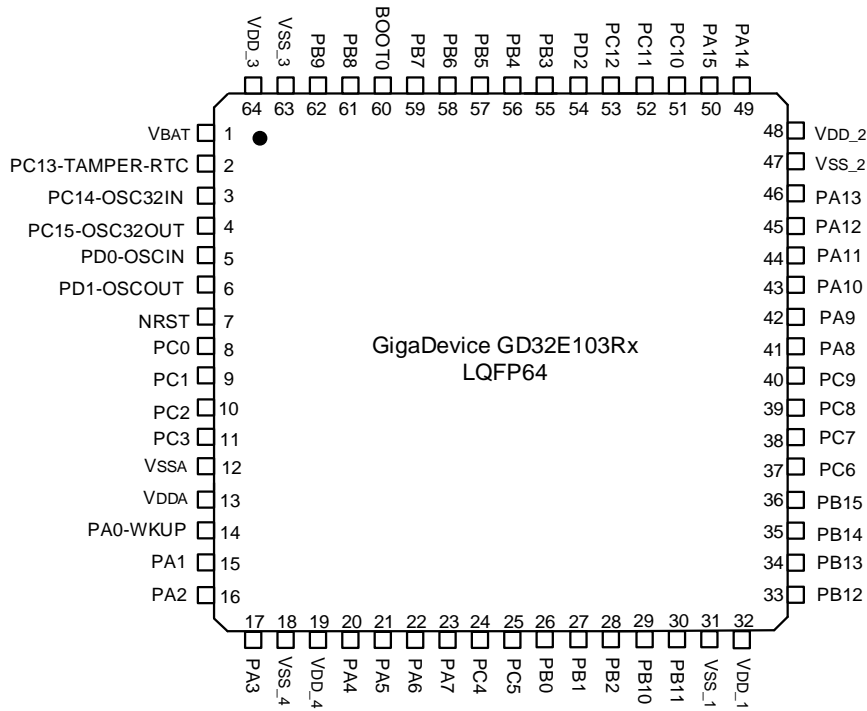 VDD_3 VSS_3 PB9 PB8 BOOT0 PB7 PB6 PB5 PB4 PB3 PD2 PC12 PC11 PC10 PA15 PA14
64 63 62 61 60 59 58 57 56 55 54 53 52 51 50 49
VBAT 1 48 VDD_2
PC13-TAMPER-RTC 2 47 VSS_2
PC14-OSC32IN 3 46 PA13
PC15-OSC32OUT 4 45 PA12
PD0-OSCIN 5 44 PA11
PD1-OSCOUT 6 43 PA10
NRST 7 42 PA9
PC0 8 41 PA8
PC1 9 40 PC9
PC2 10 39 PC8
PC3 11 38 PC7
VSSA 12 37 PC6
VDDA 13 36 PB15
PA0-WKUP 14 35 PB14
PA1 15 34 PB13
PA2 16 33 PB12
GigaDevice GD32E103Rx
LQFP64
17 18 19 20 21 22 23 24 25 26 27 28 29 30 31 32
PA3 VSS_4 VDD_4 PA4 PA5 PA6 PA7 PC4 PC5 PB0 PB1 PB2 PB10 PB11 VSS_1 VDD_1